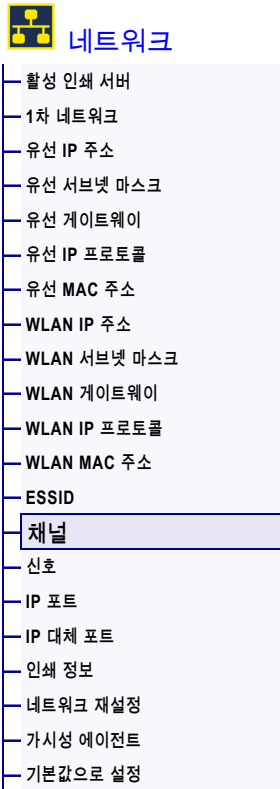 네트워크
활성 인쇄 서버
1차 네트워크
유선 IP 주소
유선 서브넷 마스크
유선 게이트웨이
유선 IP 프로토콜
유선 MAC 주소
WLAN IP 주소
WLAN 서브넷 마스크
WLAN 게이트웨이
WLAN IP 프로토콜
WLAN MAC 주소
ESSID
채널
신호
IP 포트
IP 대체 포트
인쇄 정보
네트워크 재설정
가시성 에이전트
기본값으로 설정